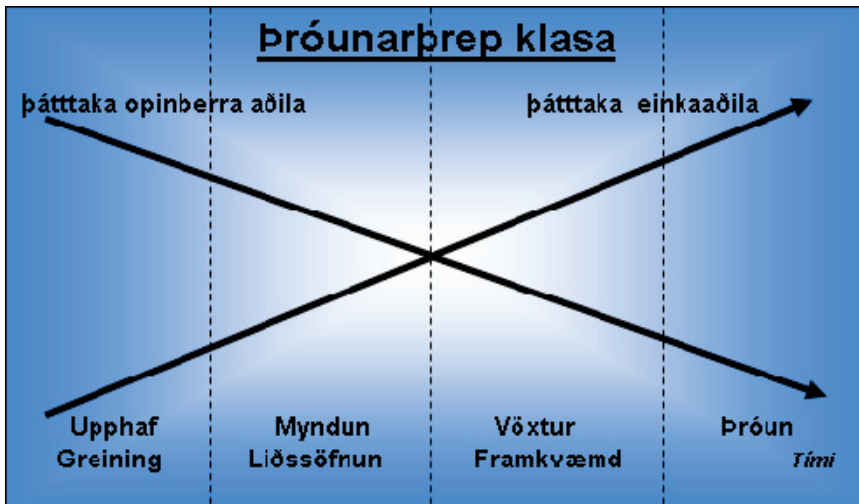 Þróunarþrep klasa
þátttaka opinberra aðila
þátttaka einkaaðila
Upphaf
Greining
Myndun
Liðssöfnun
Vöxtur
Framkvæmd
Þróun
Tími